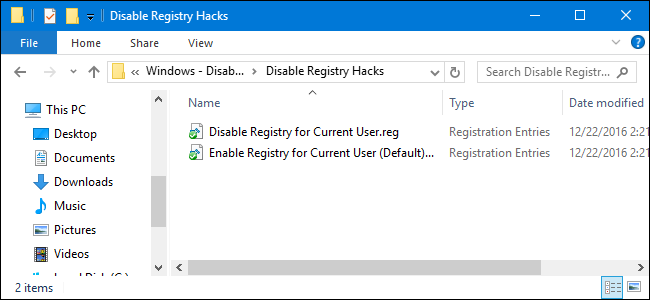 Disable Registry Hacks
File Home Share View
Windows - Disab... Disable Registry Hacks Search Disable Registr...
Name Type Date modified
This PC
Desktop
Documents
Downloads
Music
Pictures
Videos
Disable Registry for Current User.reg Registration Entries 12/22/2016 2:21
Enable Registry for Current User (Default)... Registration Entries 12/22/2016 2:21
2 items